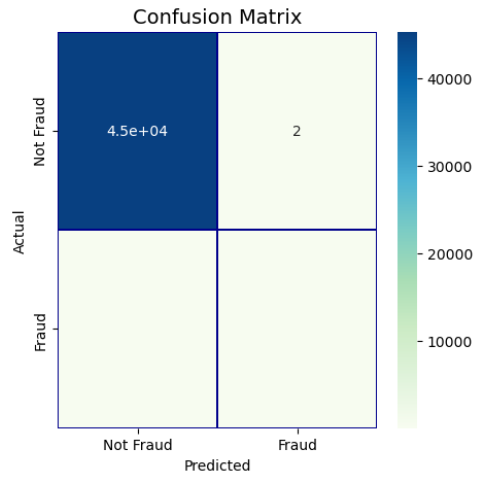 Confusion Matrix
Not Fraud
Fraud
Actual
4.5e+04
2
Not Fraud
Fraud
Predicted
40000
30000
20000
10000